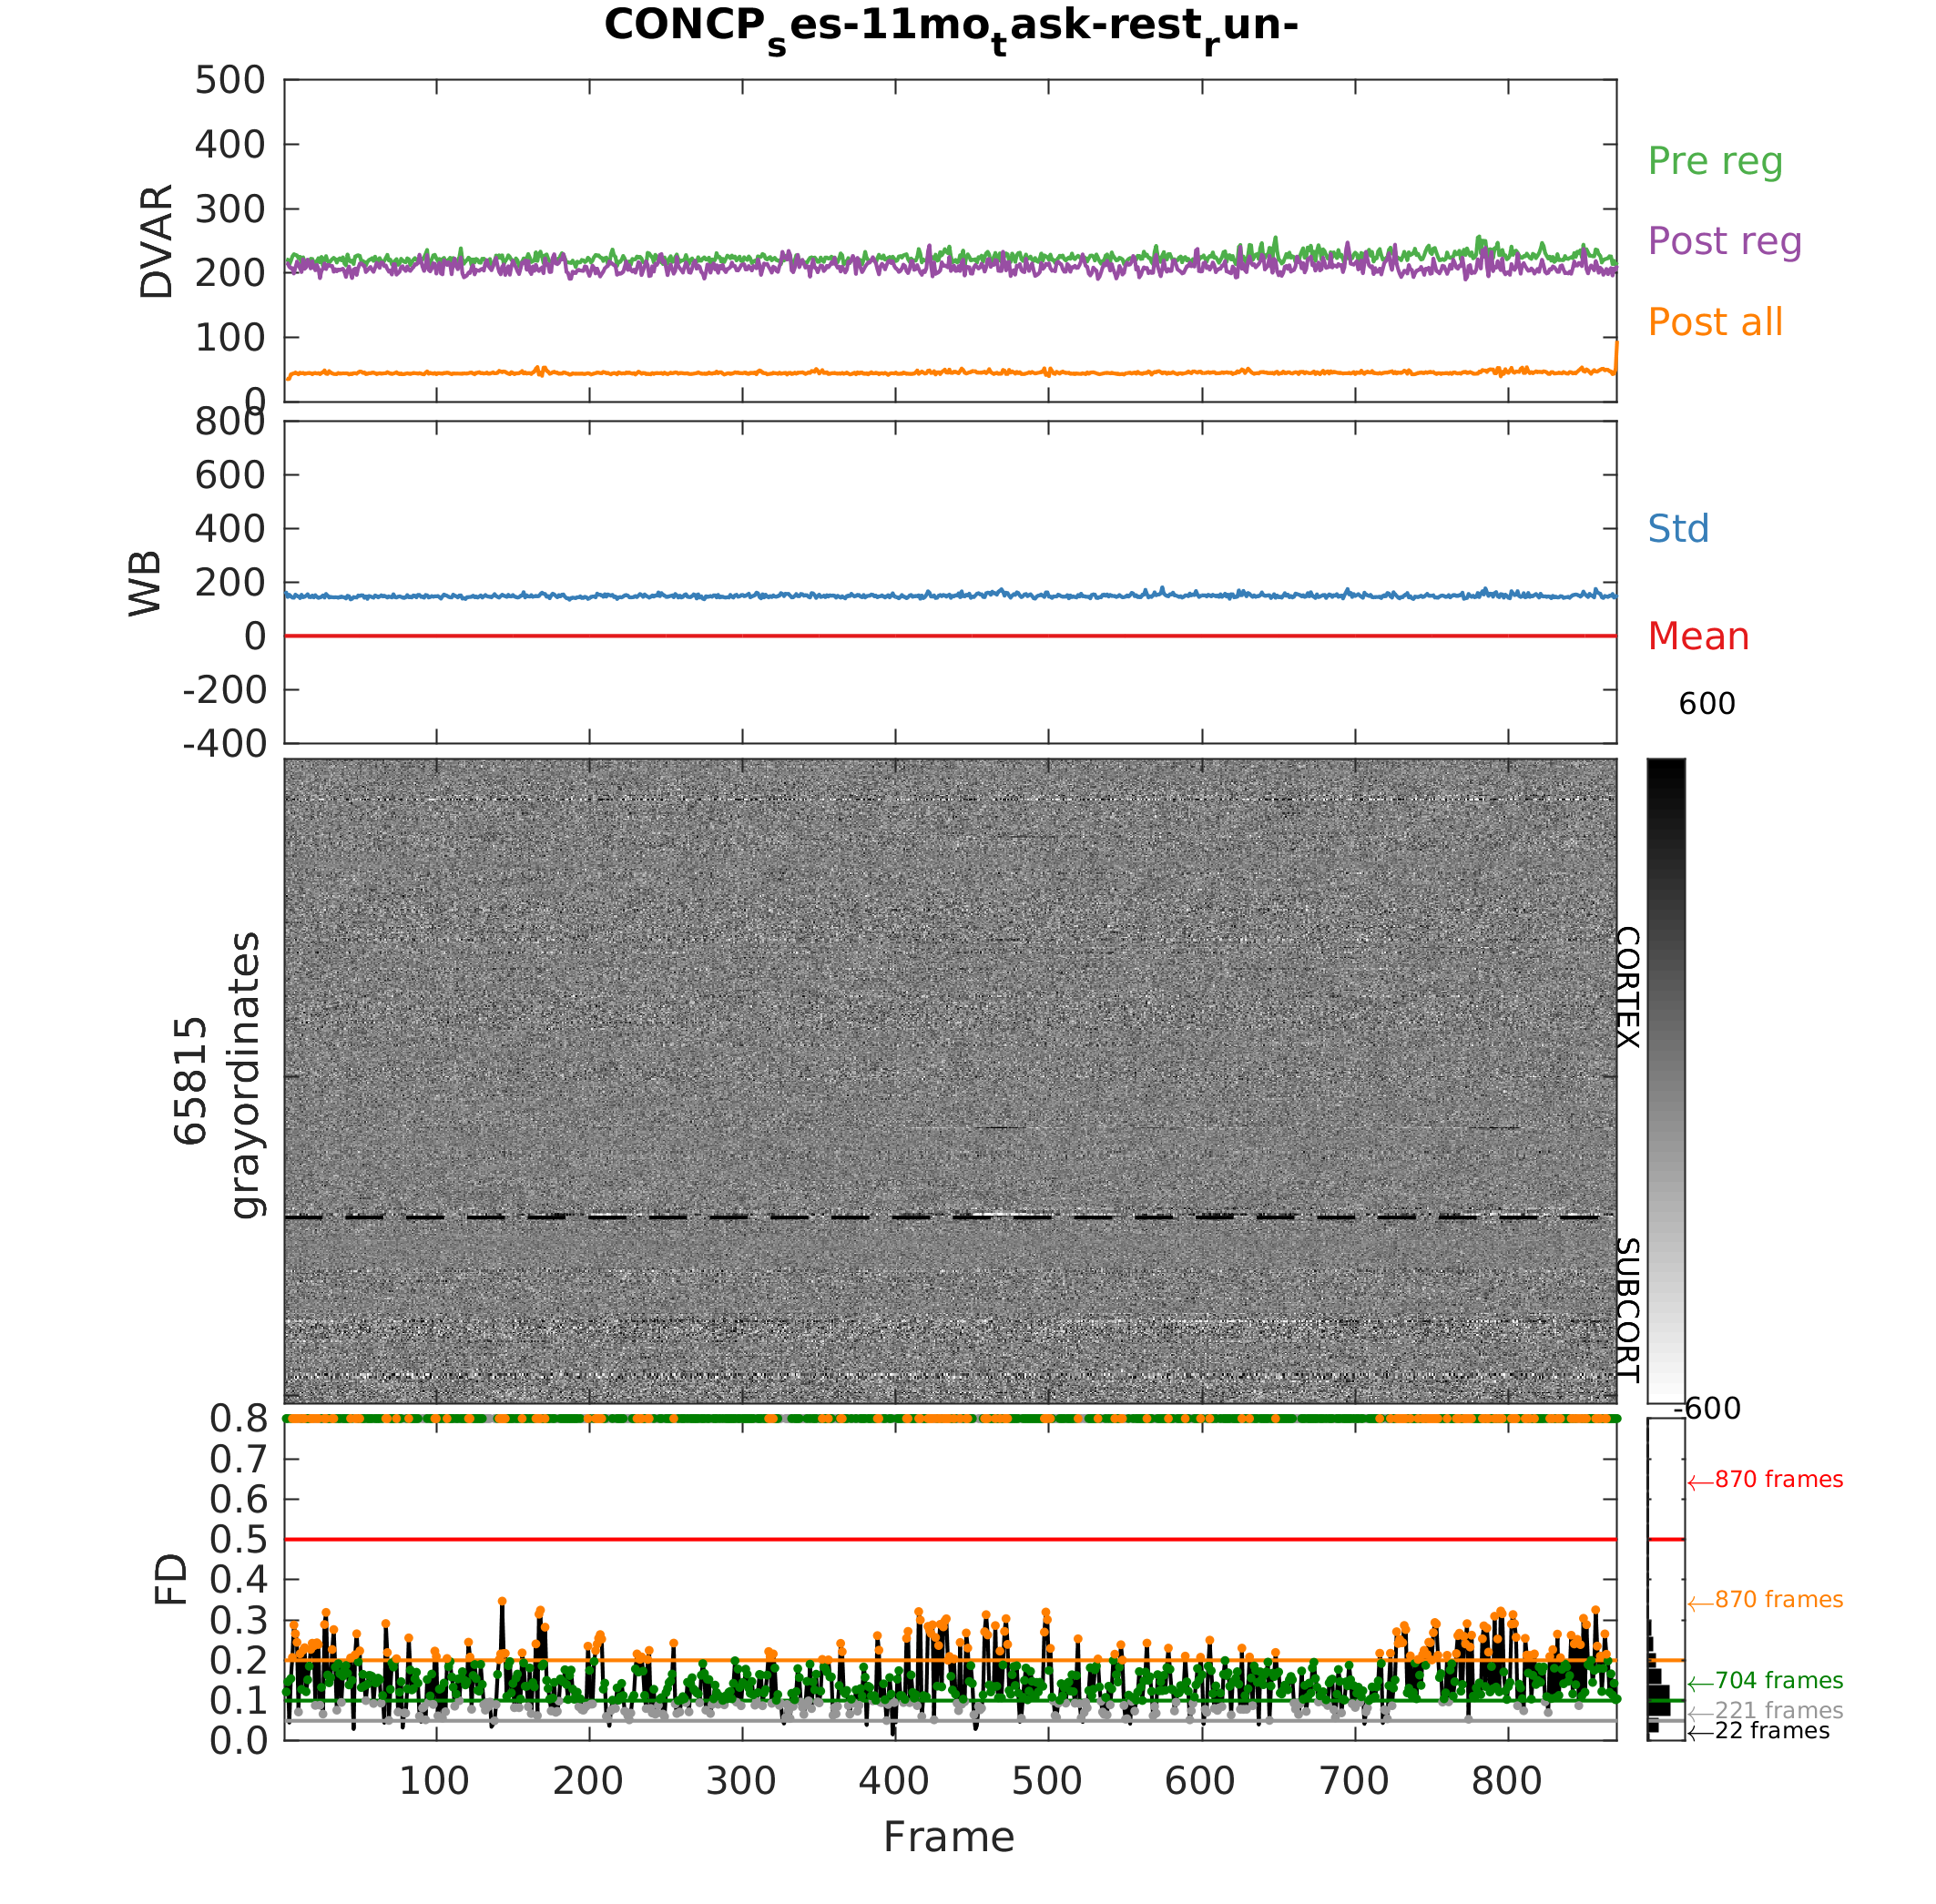 CONCPses-11motask-restrun-
500
400
300
200
100
0
DVAR
Pre reg
Post reg
Post all
800
600
400
200
0
-200
-400
WB
Std
Mean
600
65815
grayordinates
CORTEX
SUBCORT
-600
0.8
0.7
0.6
0.5
0.4
0.3
0.2
0.1
0.0
FD
←870 frames
←870 frames
←704 frames
←221 frames
←22 frames
100 200 300 400 500 600 700 800
Frame